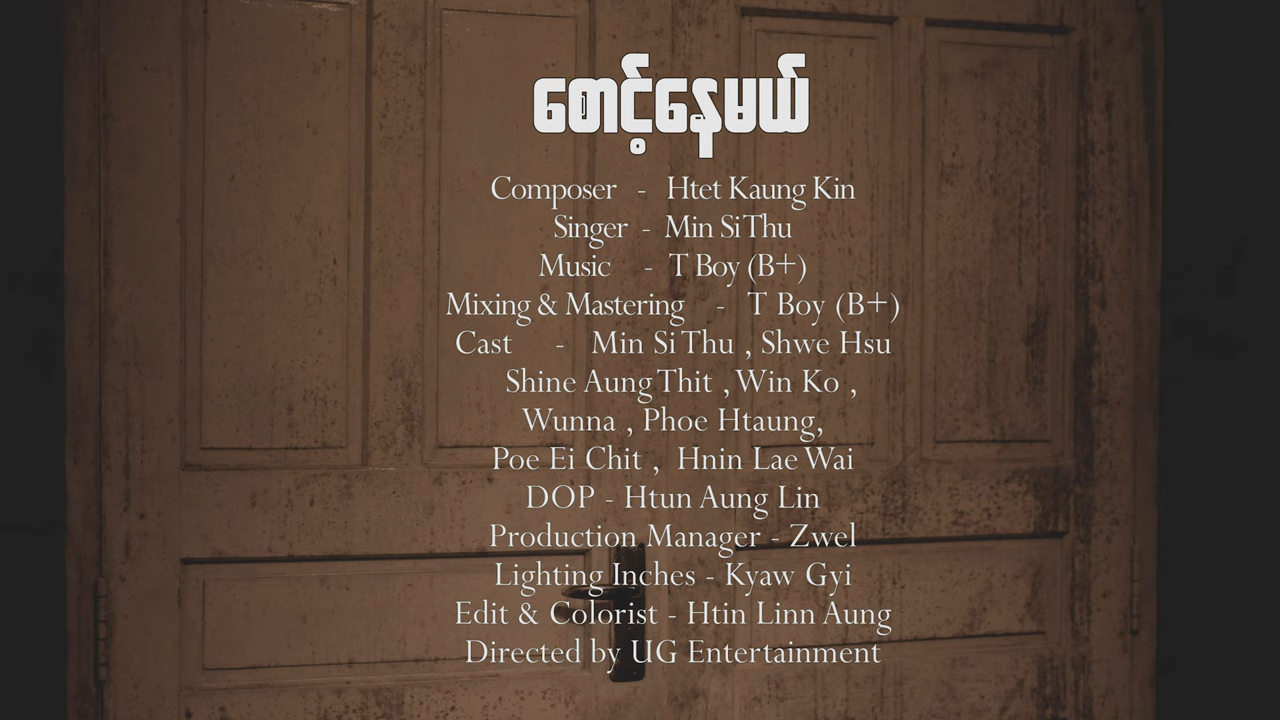 စောင့်နေမယ်
Composer - Htet Kaung Kin
Singer - Min Si Thu
Music - T Boy (B+)
Mixing & Mastering - T Boy (B+)
Cast - Min Si Thu , Shwe Hsu
Shine Aung Thit , Win Ko ,
Wunna , Phoe Htaung,
Poe Ei Chit , Hnin Lae Wai
DOP - Htun Aung Lin
Production Manager - Zwel
Lighting Inches - Kyaw Gyi
Edit & Colorist - Htin Linn Aung
Directed by UG Entertainment